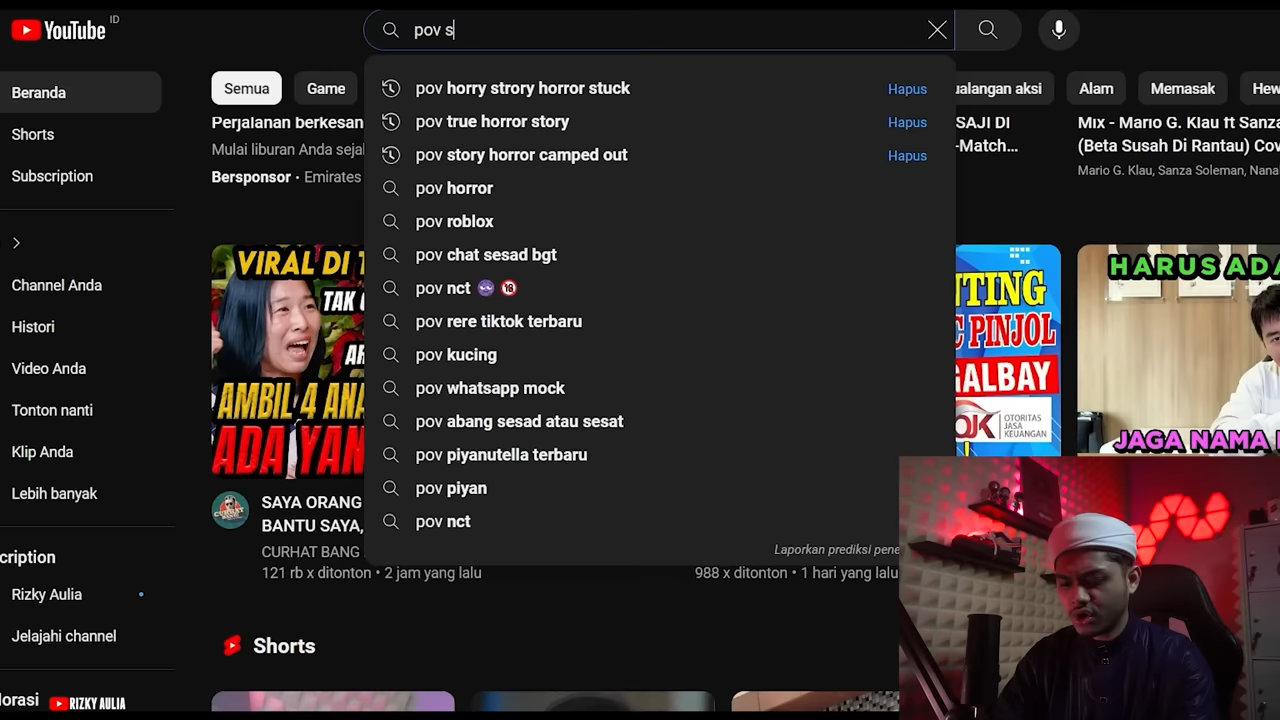 YouTube ID
pov s
Beranda
Shorts
Subscription
Channel Anda
Histori
Video Anda
Tonton nanti
Klip Anda
Lebih banyak
cription
Rizky Aulia
Jelajahi channel
lorasi
RIZKY AULIA
Semua
Game
ualangan aksi
Alam
Memasak
Hew
pov horry strory horror stuck
Hapus
pov true horror story
Hapus
pov story horror camped out
Hapus
pov horror
pov roblox
pov chat sesad bgt
pov nct 🔞
pov rere tiktok terbaru
pov kucing
pov whatsapp mock
pov abang sesad atau sesat
pov piyanutella terbaru
pov piyan
pov nct
Laporkan prediksi pene
Perjalanan berkesan
Mulai liburan Anda seja
Bersponsor • Emirates
SAJI DI
-Match...
Mix - Mario G. Klau ft Sanza
(Beta Susah Di Rantau) Cov
Mario G. Klau, Sanza Soleman, Nana
VIRAL DI T
TAK
AR
AMBIL 4 ANA
ADA YAN
NTING
C PINJOL
GALBAY
OJK
OTORITAS
JASA
KEUANGAN
HARUS ADA
JAGA NAMA
SAYA ORANG
BANTU SAYA,
CURHAT BANG
121 rb x ditonton • 2 jam yang lalu
988 x ditonton • 1 hari yang lalu
Shorts